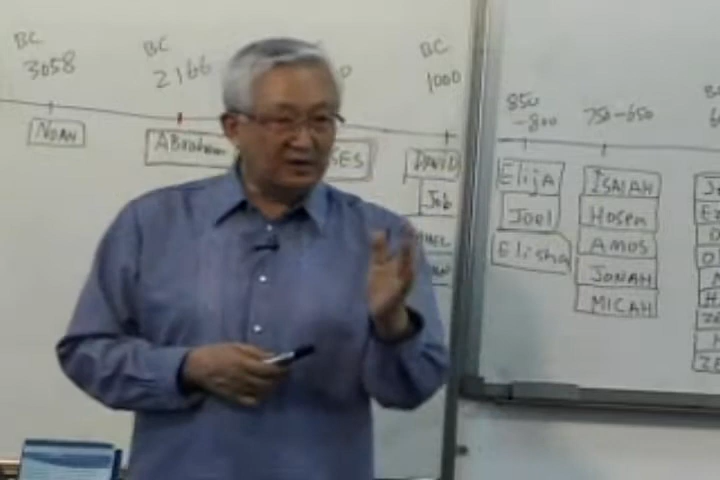 BC
3058
NOAH
BC
2166
Abraham
SES
BC
1000
DAVID
Job
850
-800
Elija
Joel
Elisha
750-650
ISAIAH
Hosea
AMOS
JONAH
MICAH